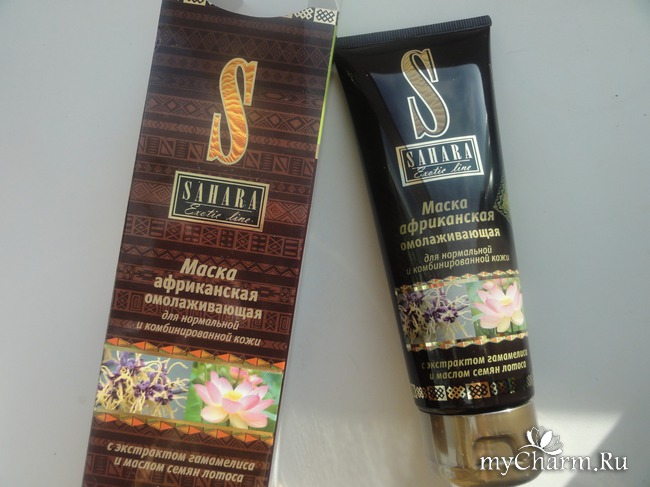 S
SAHARA
Exotic line.
Маска
африканская
омолаживающая
для нормальной
и комбинированной кожи
с экстрактом гамамелиса
и маслом семян лотоса
S
SAHARA
Exotic line
Маска
африканская
омолаживающая
для нормальной
и комбинированной кожи
с экстрактом гамамелиса
и маслом семян лотоса
myCharm.Ru